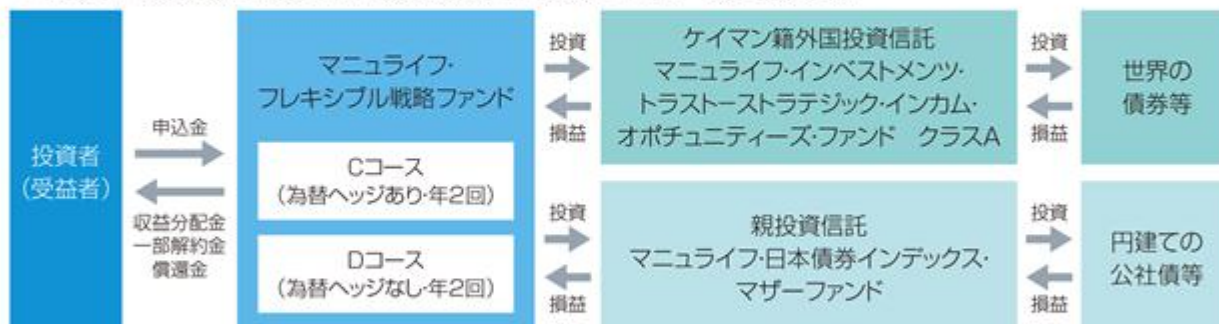 投資者
(受益者)
申込金
収益分配金
一部解約金
償還金
マニュライフ・
フレキシブル戦略ファンド
Cコース
(為替ヘッジあり・年2回)
Dコース
(為替ヘッジなし・年2回)
投資
損益
投資
損益
ケイマン籍外国投資信託
マニュライフ・インベストメンツ・
トラストーストラテジック・インカム・
オポチュニティーズ・ファンド クラスA
親投資信託
マニュライフ・日本債券インデックス・
マザーファンド
投資
損益
投資
損益
世界の
債券等
円建ての
公社債等